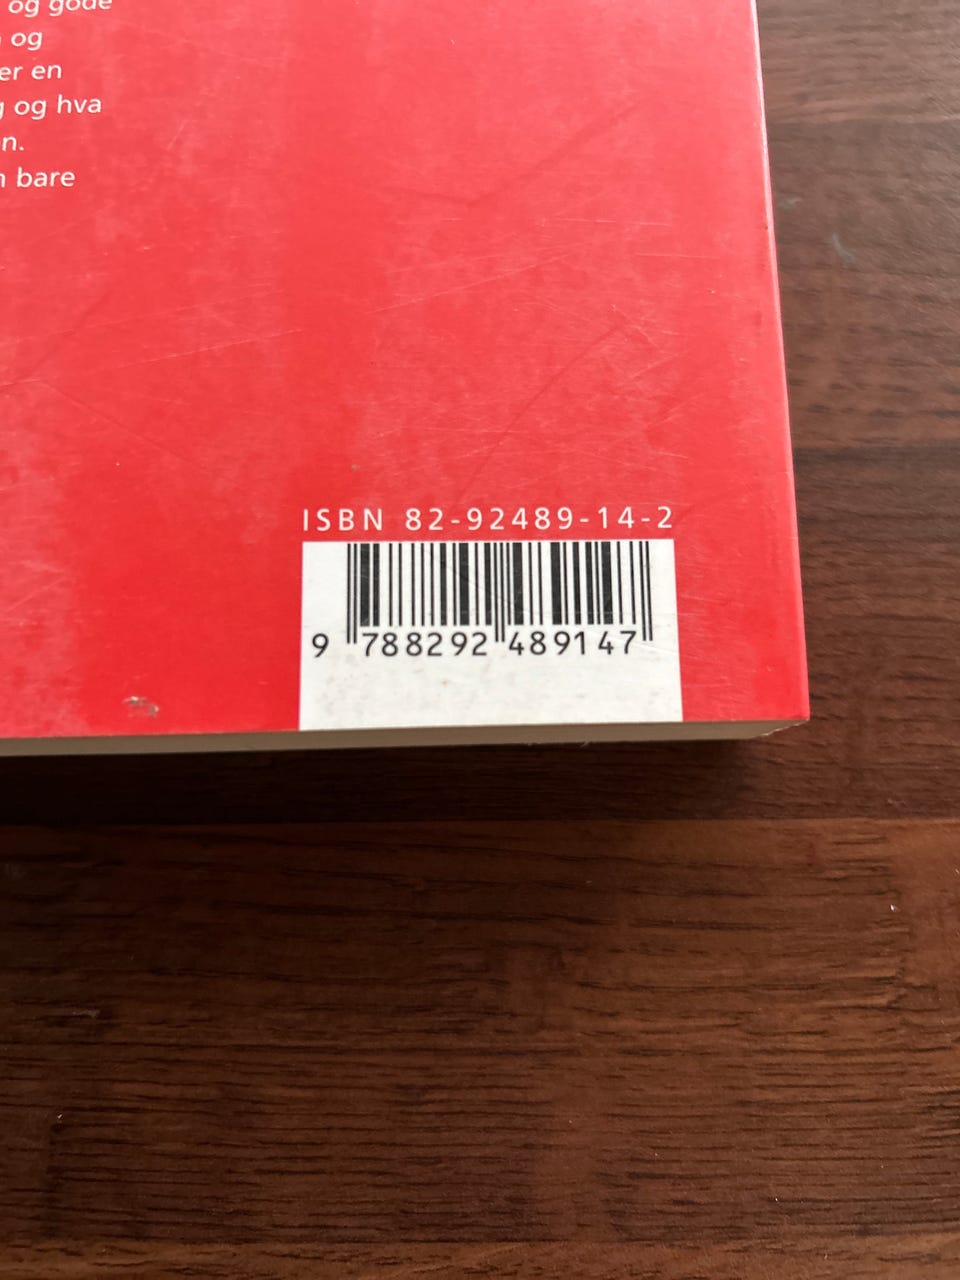 og gode
og
er en
og hva
n.
bare
ISBN 82-92489-14-2
9 788292 489147